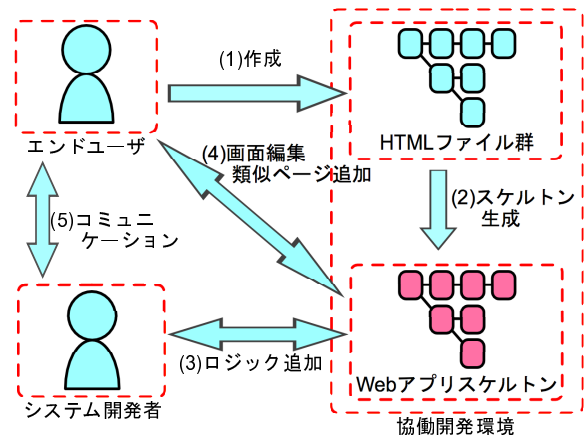 (1)作成
エンドユーザ
HTMLファイル群
(4)画面編集
類似ページ追加
(2)スケルトン
生成
(5)コミュニ
ケーション
(3)ロジック追加
Webアプリスケルトン
システム開発者
協働開発環境